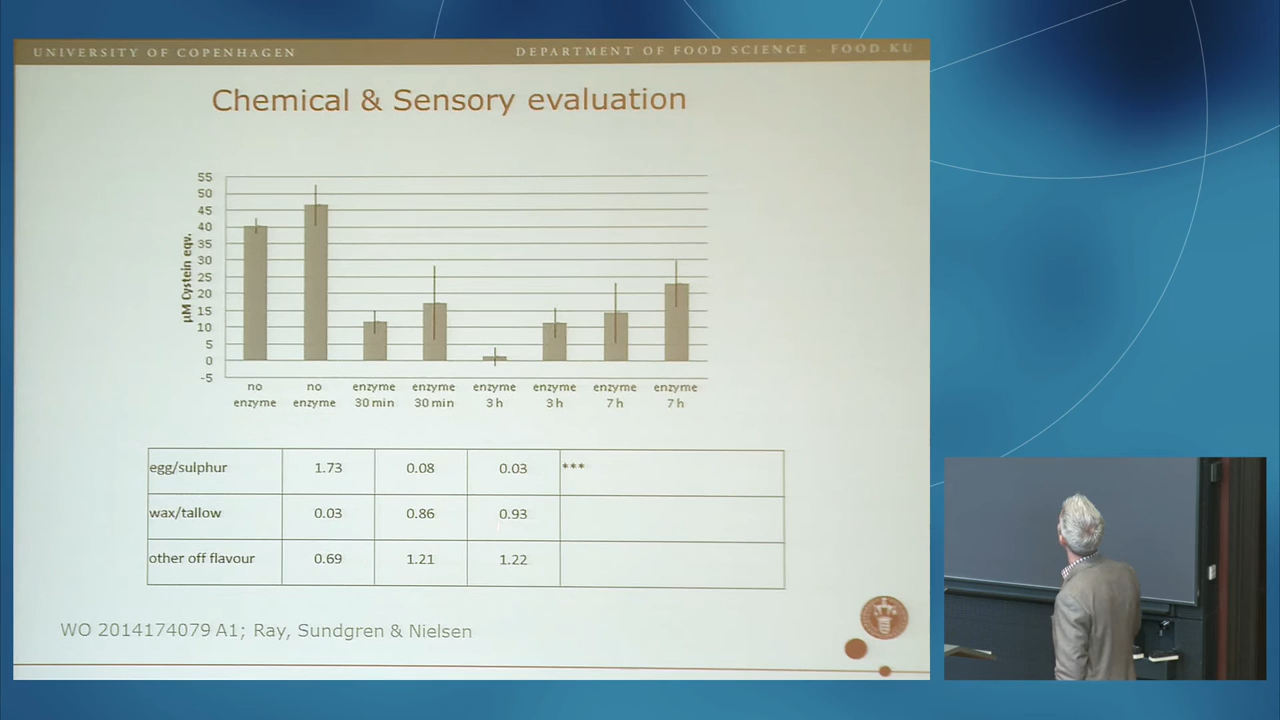 UNIVERSITY OF COPENHAGEN
DEPARTMENT OF FOOD SCIENCE - FOOD.KU
Chemical & Sensory evaluation
µM Cystein eqv.
55
50
45
40
35
30
25
20
15
10
5
0
-5
no enzyme
no enzyme
enzyme 30 min
enzyme 30 min
enzyme 3 h
enzyme 3 h
enzyme 7 h
enzyme 7 h
egg/sulphur 1.73 0.08 0.03 ***
wax/tallow 0.03 0.86 0.93
other off flavour 0.69 1.21 1.22
WO 2014174079 A1; Ray, Sundgren & Nielsen